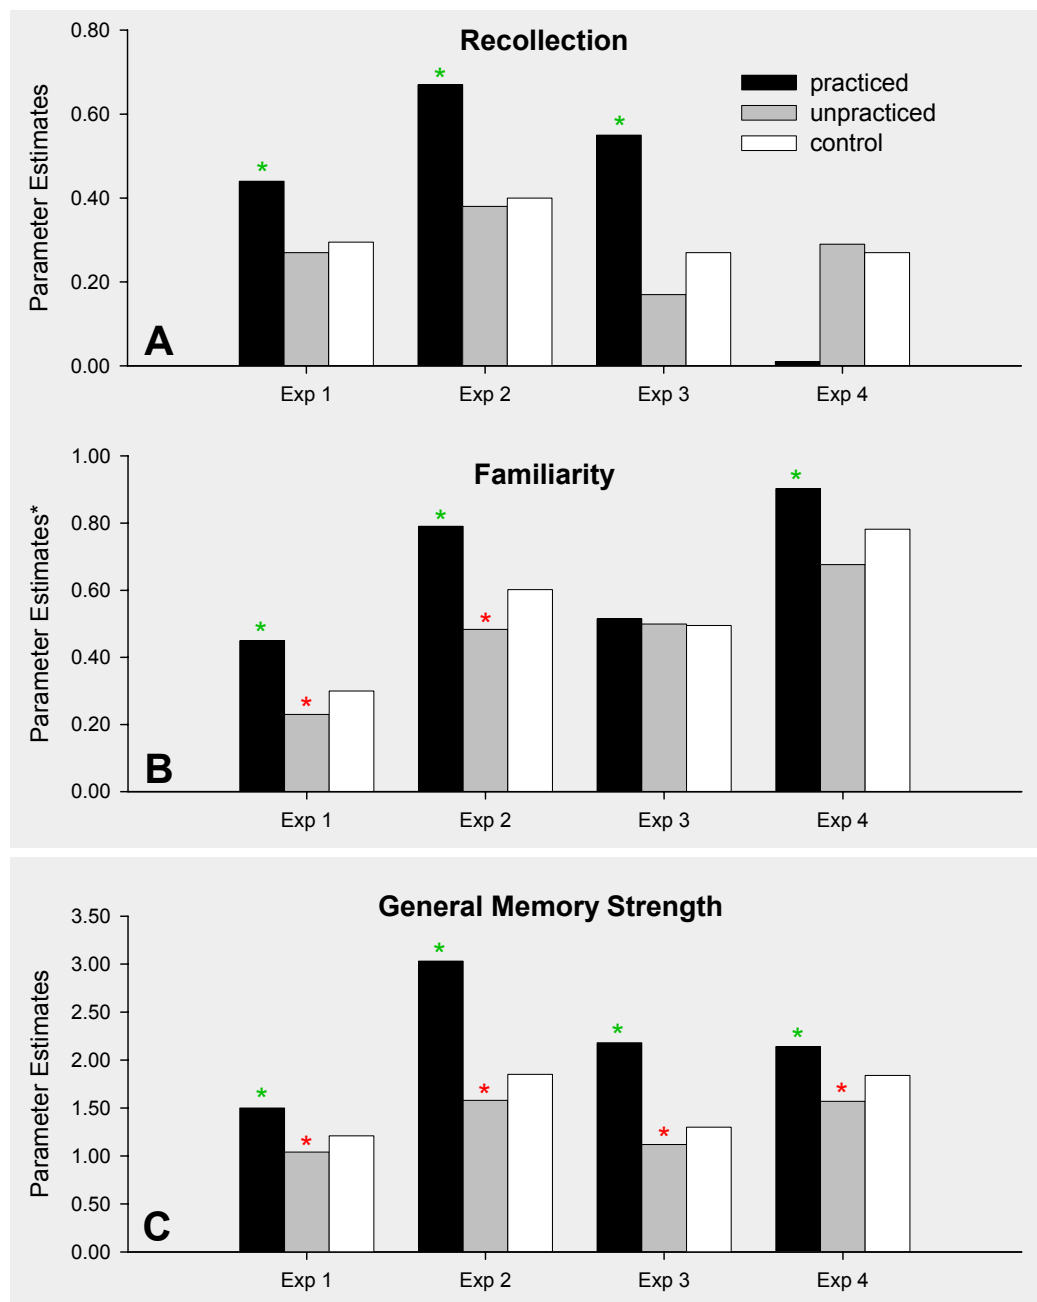 Recollection
Parameter Estimates
0.80
0.60
0.40
0.20
0.00
*
*
*
practiced
unpracticed
control
A
Exp 1 Exp 2 Exp 3 Exp 4
Familiarity
Parameter Estimates*
1.00
0.80
0.60
0.40
0.20
0.00
*
*
*
*
*
B
Exp 1 Exp 2 Exp 3 Exp 4
General Memory Strength
Parameter Estimates
3.50
3.00
2.50
2.00
1.50
1.00
0.50
0.00
*
*
*
*
*
*
*
*
C
Exp 1 Exp 2 Exp 3 Exp 4